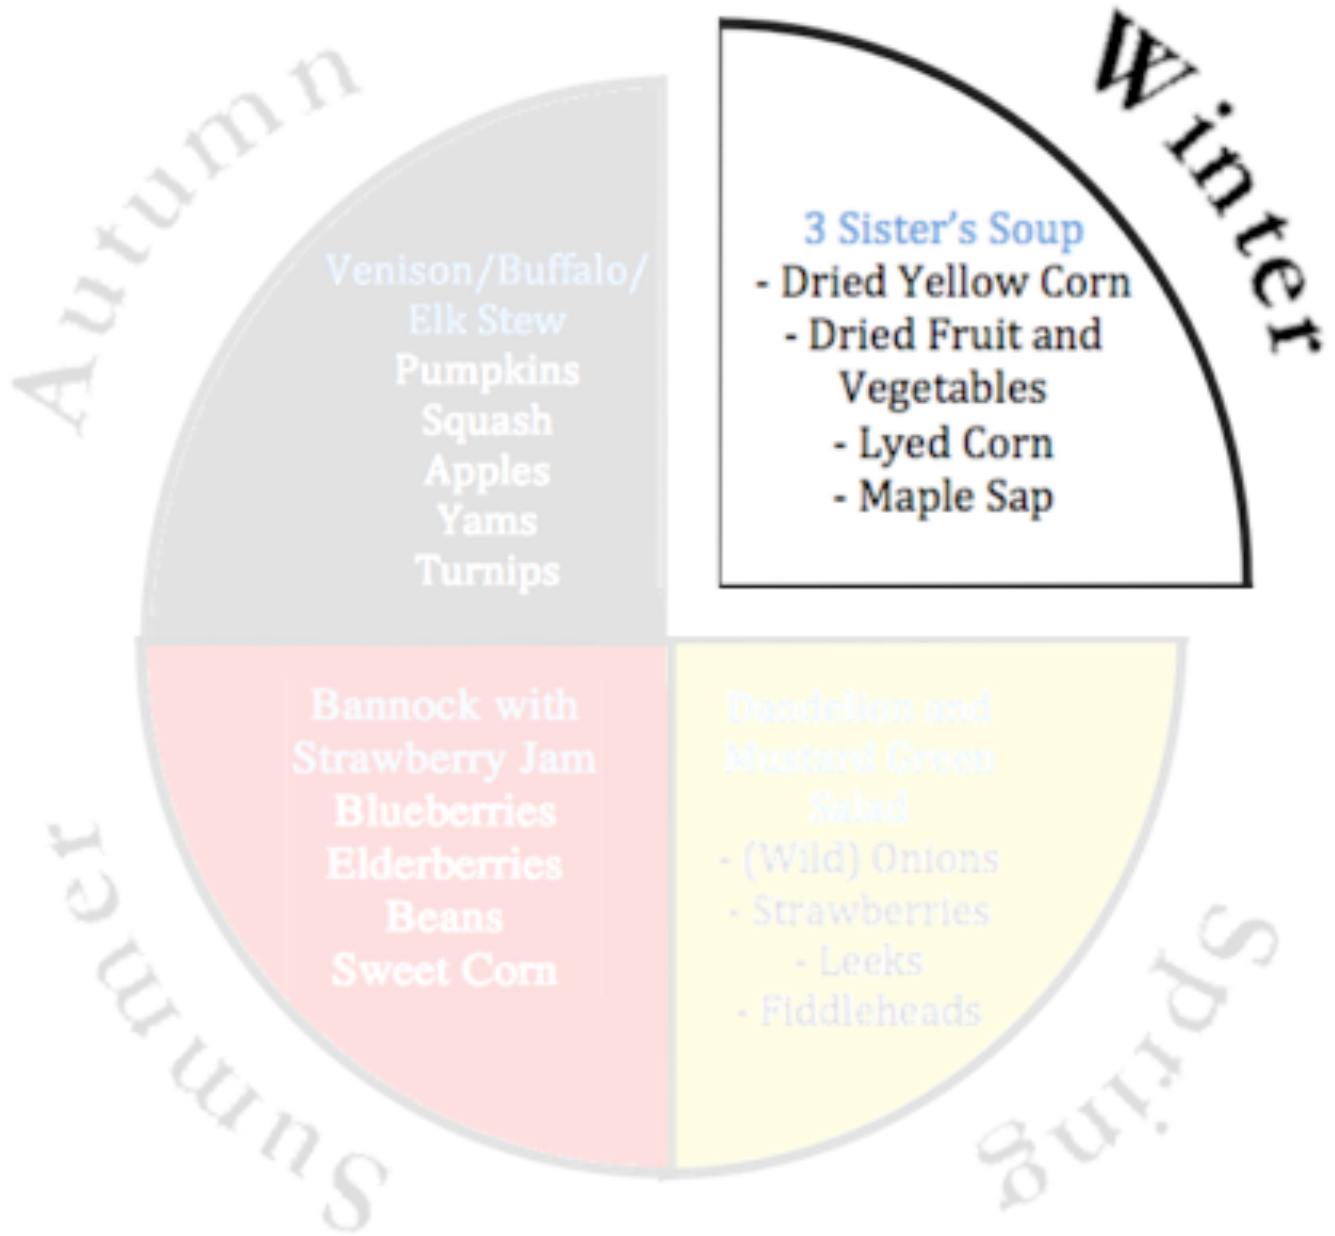 Autumn
Winter
3 Sister's Soup
- Dried Yellow Corn
- Dried Fruit and
Vegetables
- Lyed Corn
- Maple Sap
Venison/Buffalo/
Elk Stew
Pumpkins
Squash
Apples
Yams
Turnips
Bannock with
Strawberry Jam
Blueberries
Elderberries
Beans
Sweet Corn
Dandelion and
Mustard Green
Salad
- (Wild) Onions
- Strawberries
- Leeks
- Fiddleheads
Summer
Spring